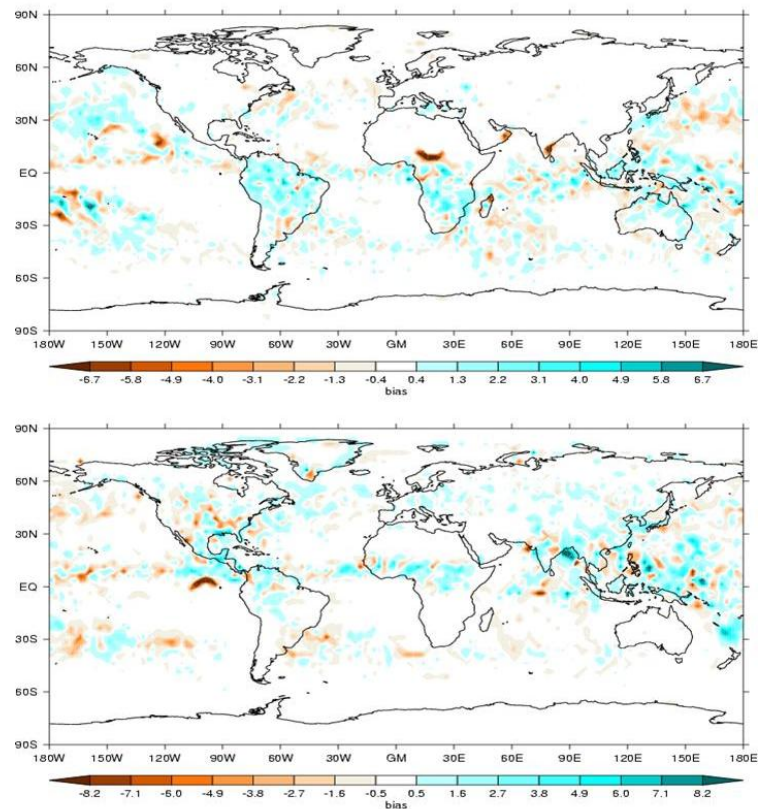 90N
60N
30N
EQ
30S
60S
90S
180W 150W 120W 90W 60W 30W GM 30E 60E 90E 120E 150E 180E
-6.7 -5.8 -4.9 -4.0 -3.1 -2.2 -1.3 -0.4 0.4 1.3 2.2 3.1 4.0 4.9 5.8 6.7
bias
90N
60N
30N
EQ
30S
60S
90S
180W 150W 120W 90W 60W 30W GM 30E 60E 90E 120E 150E 180E
-8.2 -7.1 -6.0 -4.9 -3.8 -2.7 -1.6 -0.5 0.5 1.6 2.7 3.8 4.9 6.0 7.1 8.2
bias